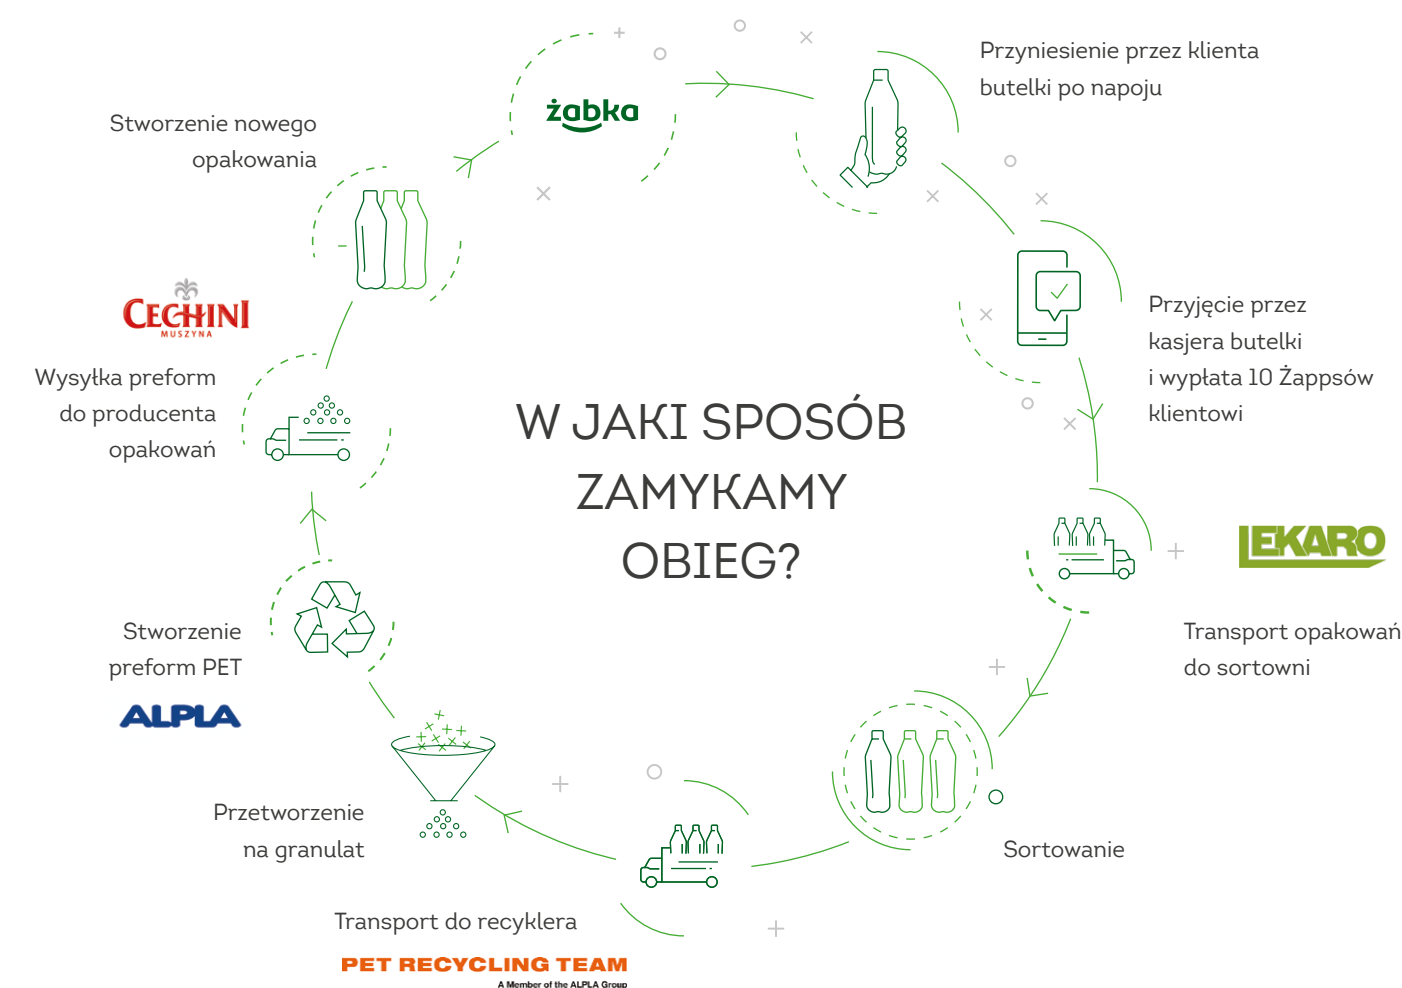 żabka
Przyniesienie przez klienta
butelki po napoju
Przyjęcie przez
kasjera butelki
i wypłata 10 Żappsów
klientowi
LEKARO
Transport opakowań
do sortowni
Sortowanie
Transport do recyklera
PET RECYCLING TEAM
A Member of the ALPLA Group
Przetworzenie
na granulat
Stworzenie
preform PET
ALPLA
Wysyłka preform
do producenta
opakowań
CECHINI
MUSZYNA
Stworzenie nowego
opakowania
W JAKI SPOSÓB
ZAMYKAMY
OBIEG?